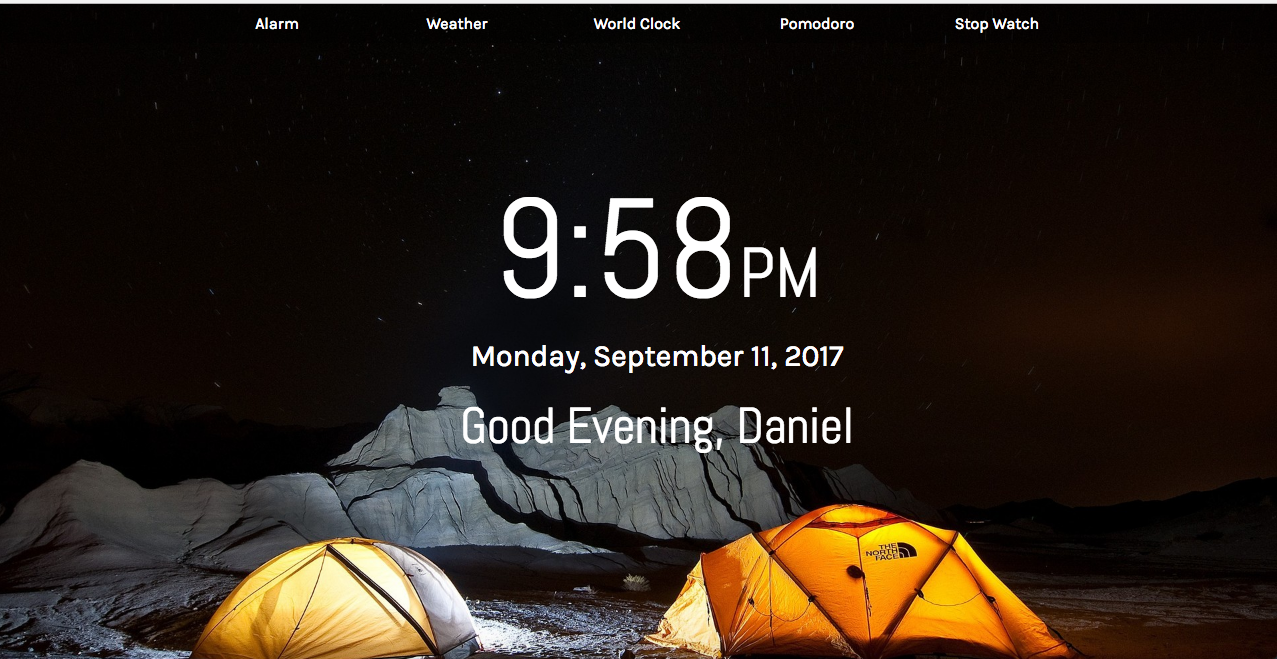 Alarm Weather World Clock Pomodoro Stop Watch
9:58PM
Monday, September 11, 2017
Good Evening, Daniel
THE
NORTH
FACE